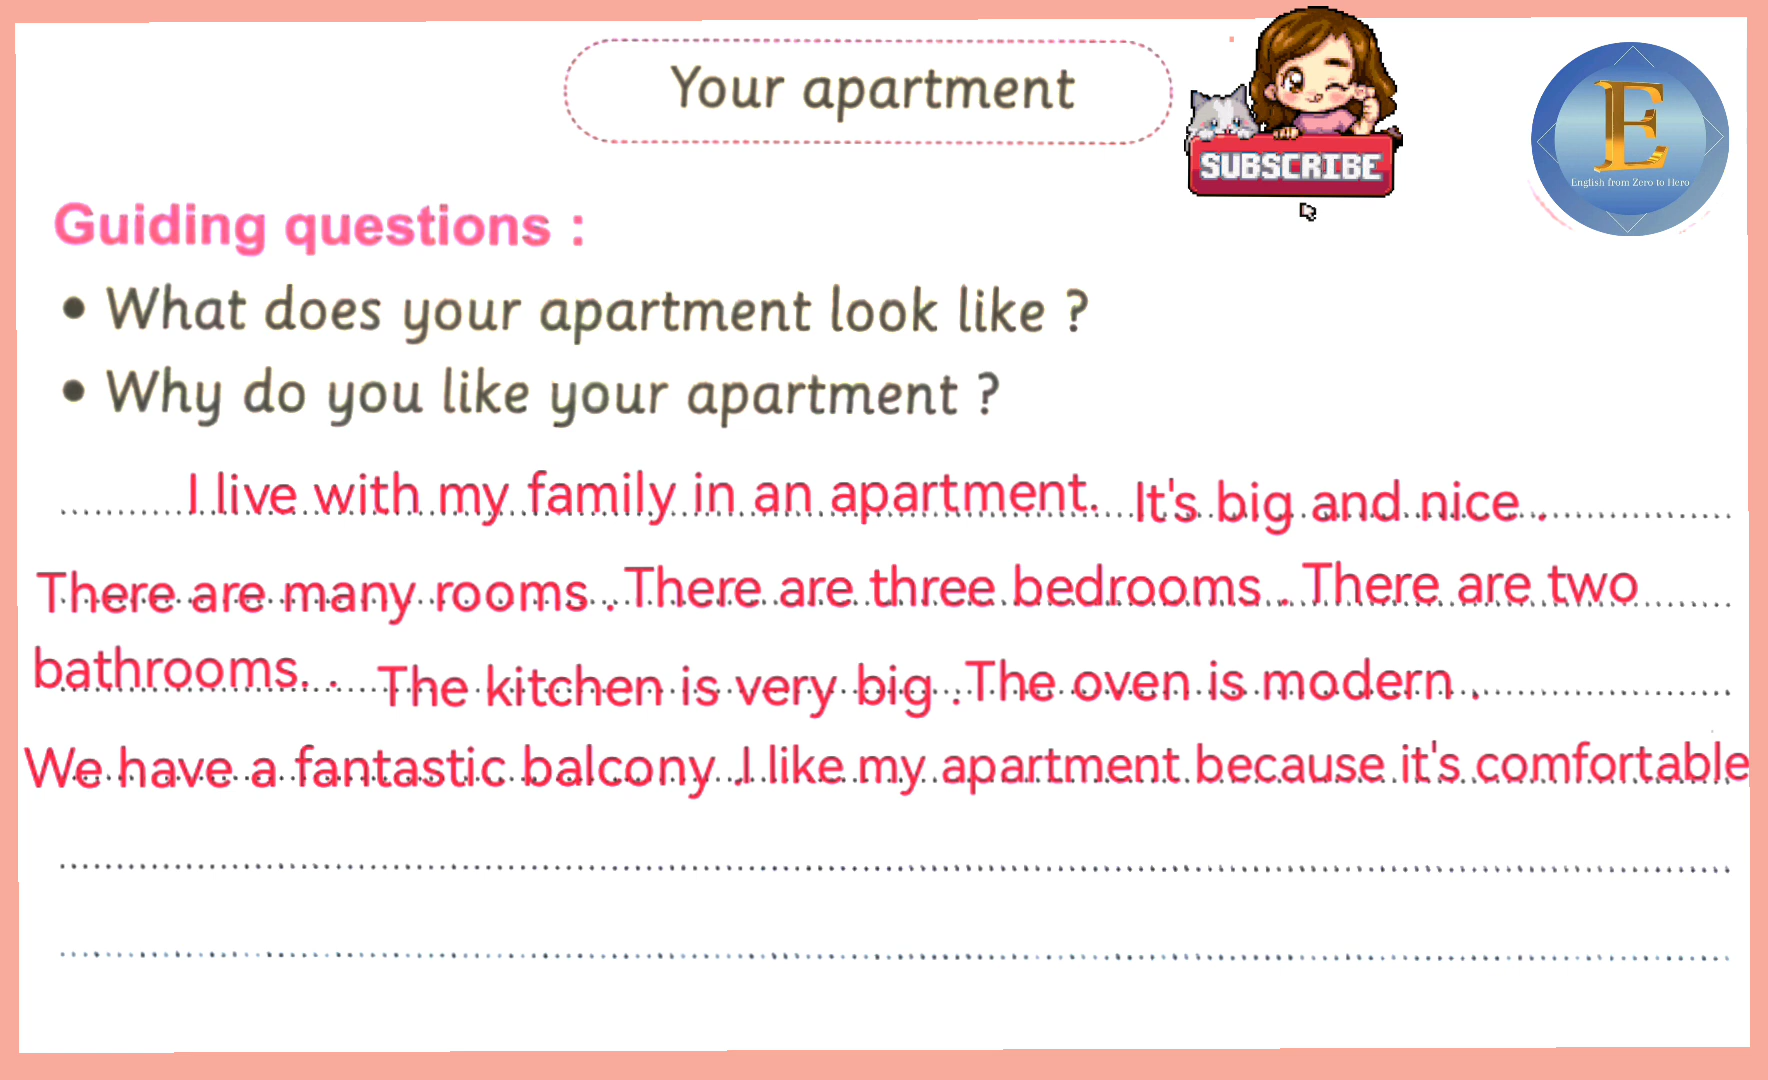 Your apartment
SUBSCRIBE
E
English from Zero to Hero
Guiding questions :
• What does your apartment look like ?
• Why do you like your apartment ?
I live with my family in an apartment. It's big and nice .
There are many rooms . There are three bedrooms . There are two
bathrooms. . The kitchen is very big . The oven is modern .
We have a fantastic balcony . I like my apartment because it's comfortable